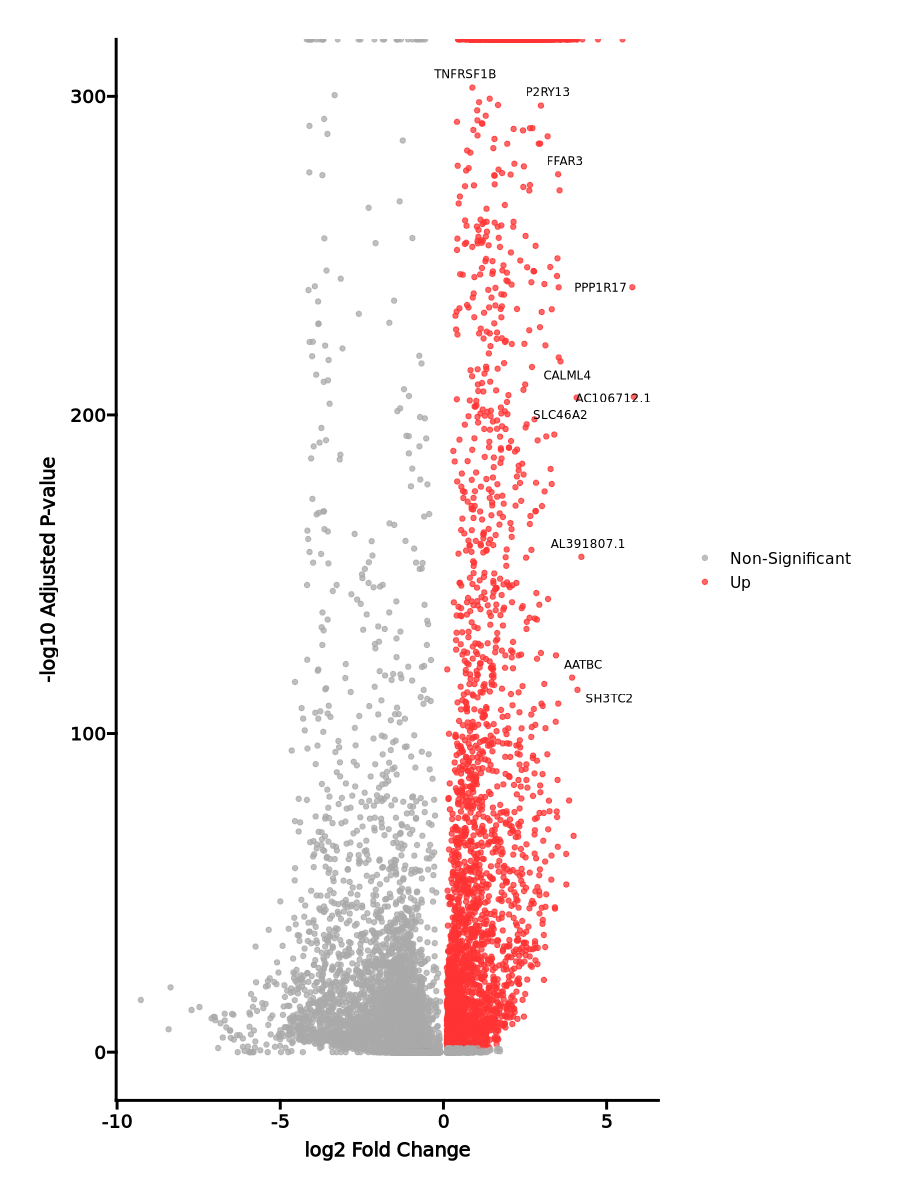 TNFRSF1B
P2RY13
FFAR3
PPP1R17
CALML4
AC106712.1
SLC46A2
AL391807.1
AATBC
SH3TC2
300
200
100
0
-10
-5
0
5
log2 Fold Change
-log10 Adjusted P-value
Non-Significant
Up